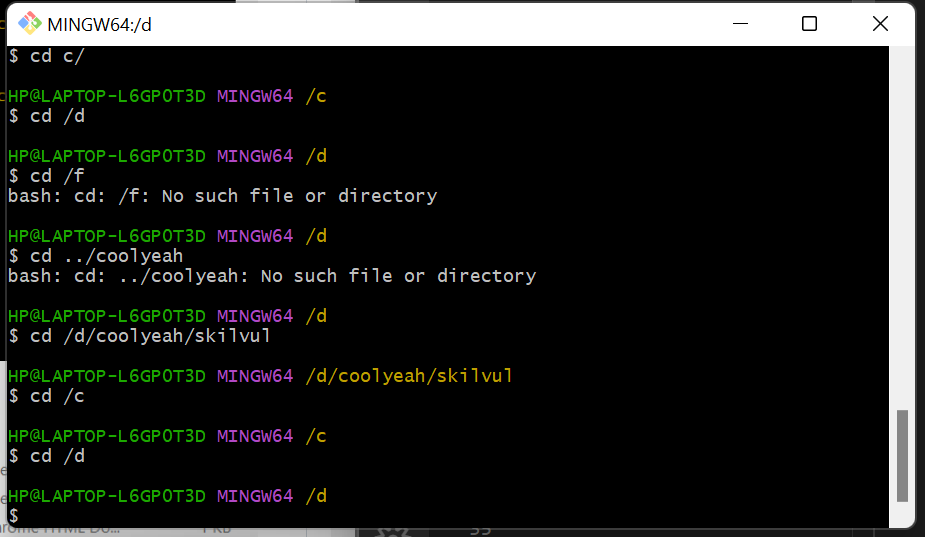 MINGW64:/d
$ cd c/
HP@LAPTOP-L6GP0T3D MINGW64 /c
$ cd /d
HP@LAPTOP-L6GP0T3D MINGW64 /d
$ cd /f
bash: cd: /f: No such file or directory
HP@LAPTOP-L6GP0T3D MINGW64 /d
$ cd ../coolyeah
bash: cd: ../coolyeah: No such file or directory
HP@LAPTOP-L6GP0T3D MINGW64 /d
$ cd /d/coolyeah/skilvul
HP@LAPTOP-L6GP0T3D MINGW64 /d/coolyeah/skilvul
$ cd /c
HP@LAPTOP-L6GP0T3D MINGW64 /c
$ cd /d
HP@LAPTOP-L6GP0T3D MINGW64 /d
$